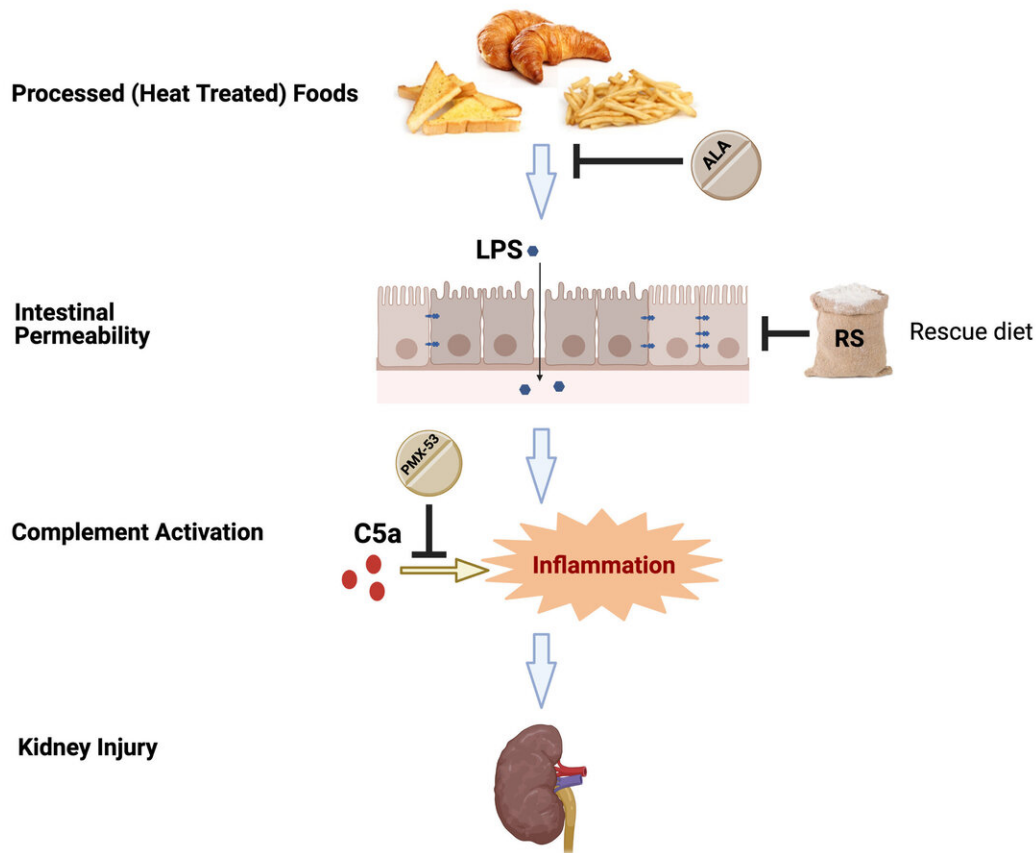 Processed (Heat Treated) Foods
ALA
LPS
Intestinal
Permeability
RS
Rescue diet
PMX-53
Complement Activation
C5a
Inflammation
Kidney Injury